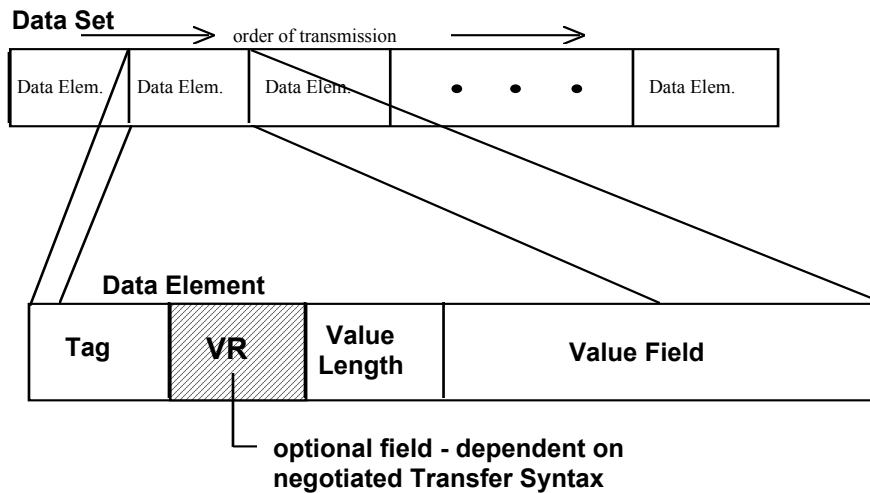 Data Set
order of transmission
Data Elem. Data Elem. Data Elem. • • • Data Elem.
Data Element
Tag VR Value Length Value Field
optional field - dependent on
negotiated Transfer Syntax